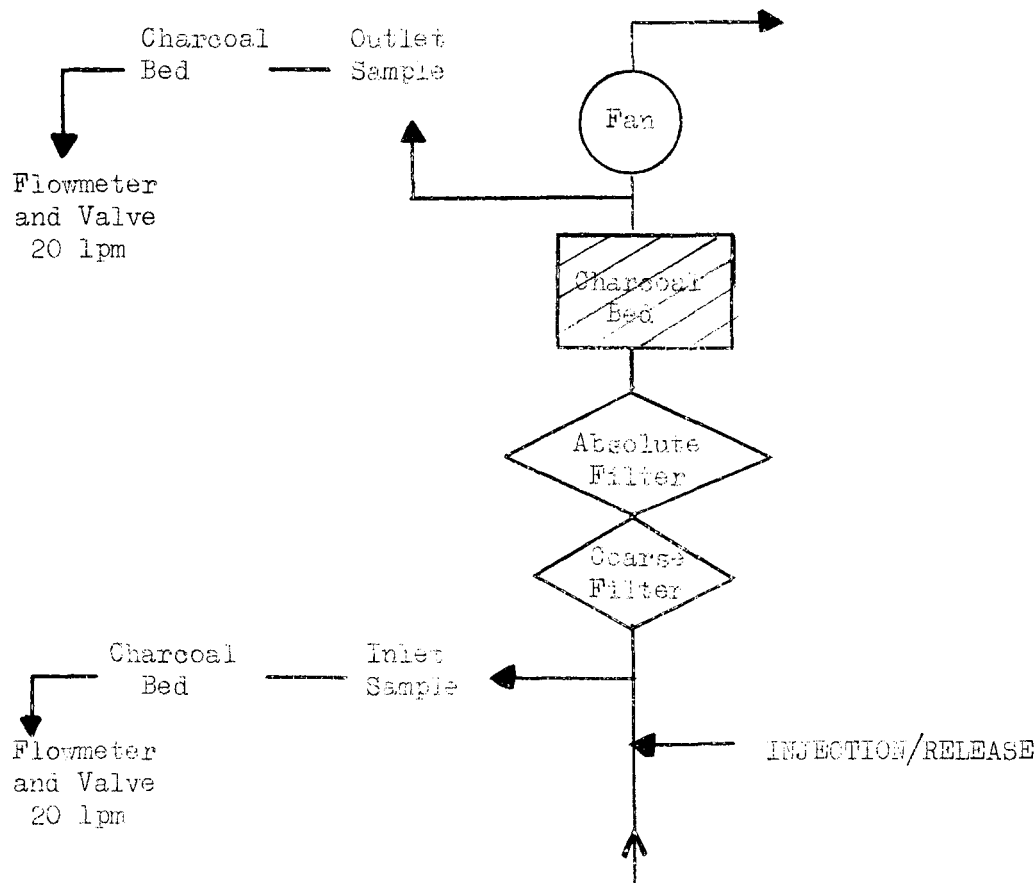 Charcoal
Bed
Outlet
Sample
Fan
Flowmeter
and Valve
20 lpm
Charcoal
Bed
Absolute
Filter
Coarse
Filter
Charcoal
Bed
Inlet
Sample
Flowmeter
and Valve
20 lpm
INJECTION/RELEASE